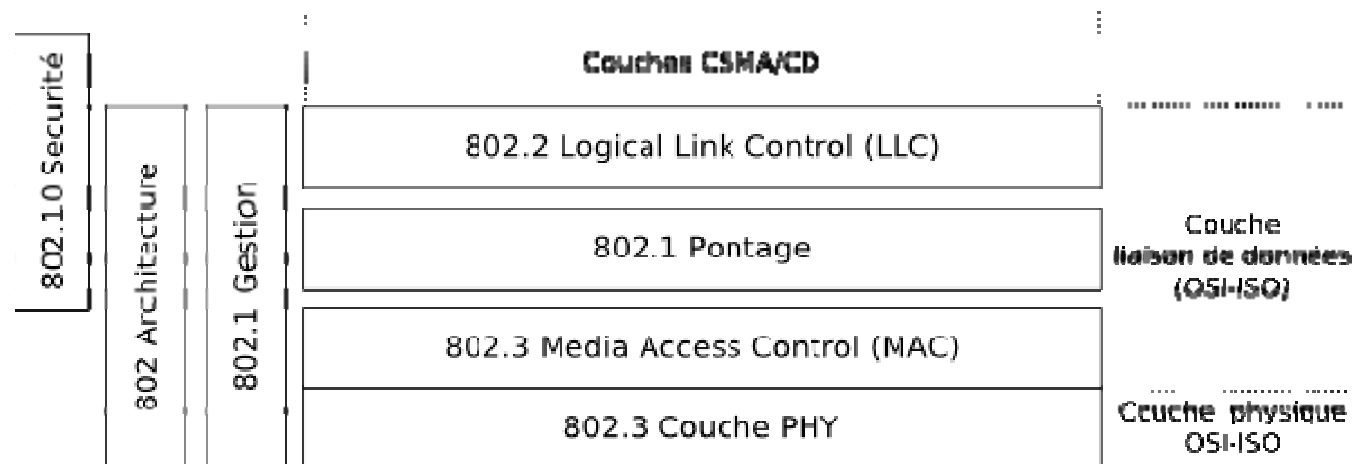 Couches CSMA/CD
802.10 Securité
802 Architecture
802.1 Gestion
802.2 Logical Link Control (LLC)
802.1 Pontage
802.3 Media Access Control (MAC)
802.3 Couche PHY
Couche
liaison de données
(OSI-ISO)
Couche physique
OSI-ISO